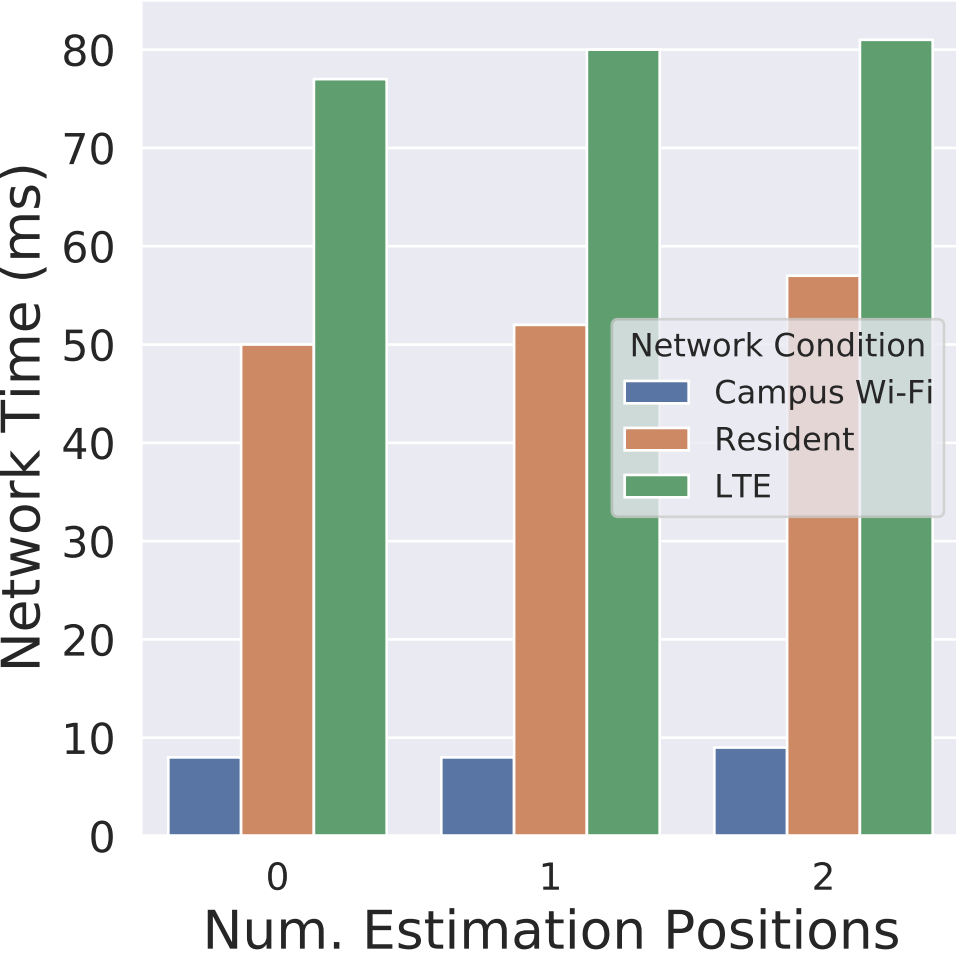 Network Time (ms)
80
70
60
50
40
30
20
10
0
Network Condition
Campus Wi-Fi
Resident
LTE
0 1 2
Num. Estimation Positions